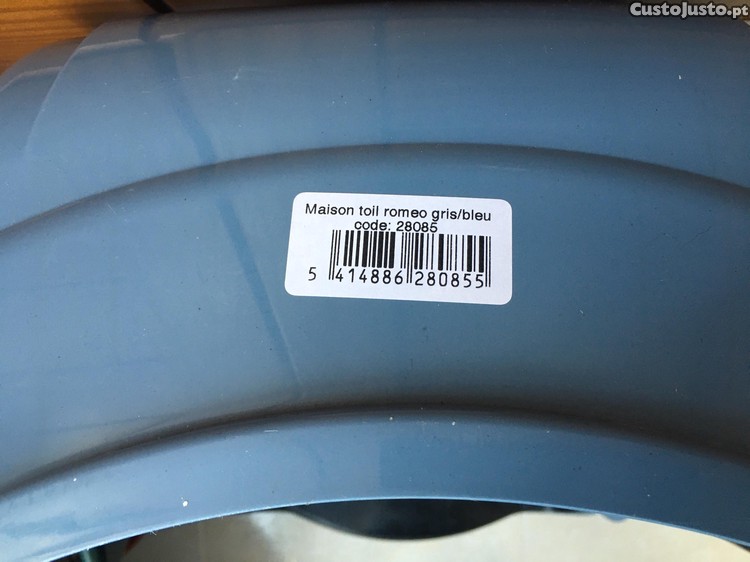 CustoJusto.pt
Maison toil romeo gris/bleu
code: 28085
5 414886 280855